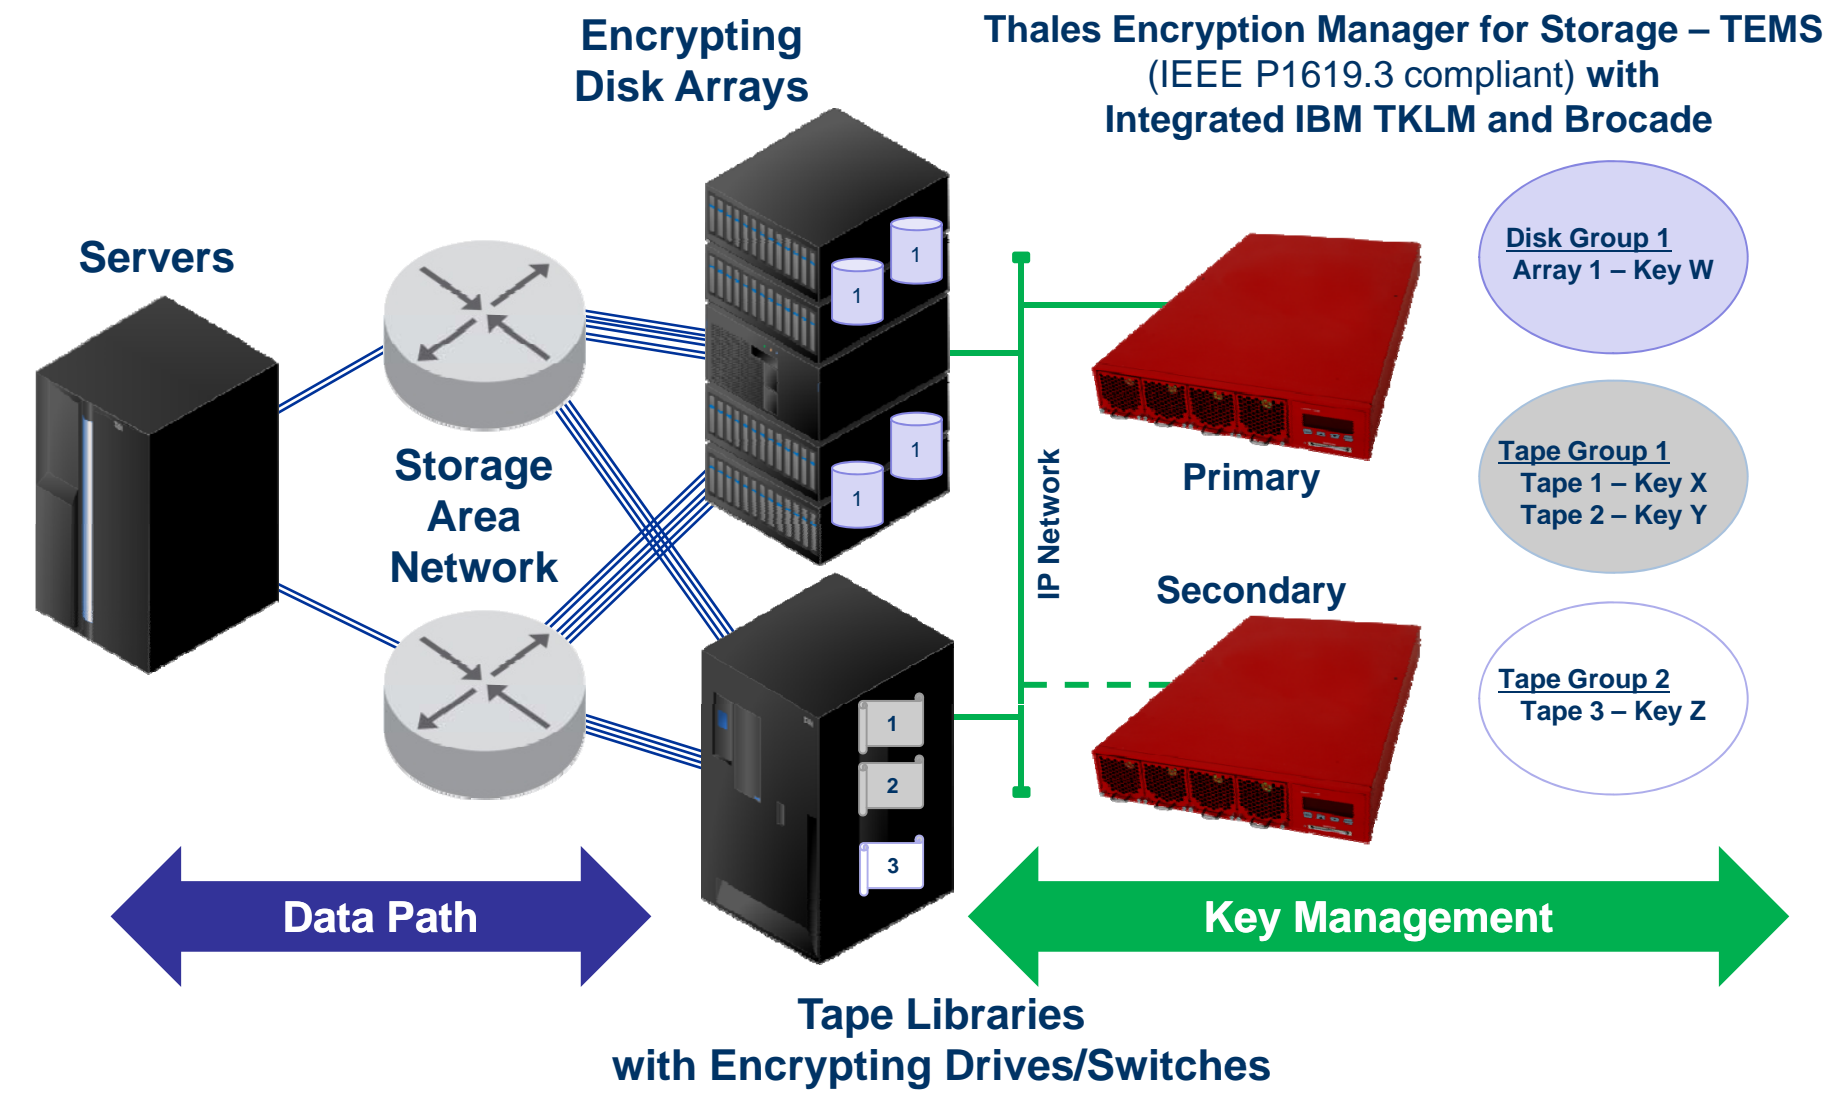 Encrypting
Disk Arrays
Thales Encryption Manager for Storage – TEMS
(IEEE P1619.3 compliant) with
Integrated IBM TKLM and Brocade
Servers
Storage
Area
Network
1
1
1
1
IP Network
Primary
Secondary
Disk Group 1
Array 1 – Key W
Tape Group 1
Tape 1 – Key X
Tape 2 – Key Y
Tape Group 2
Tape 3 – Key Z
1
2
3
Data Path
Key Management
Tape Libraries
with Encrypting Drives/Switches